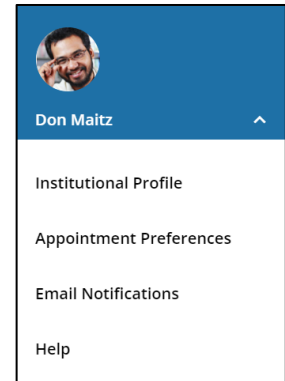 Don Maitz
Institutional Profile
Appointment Preferences
Email Notifications
Help